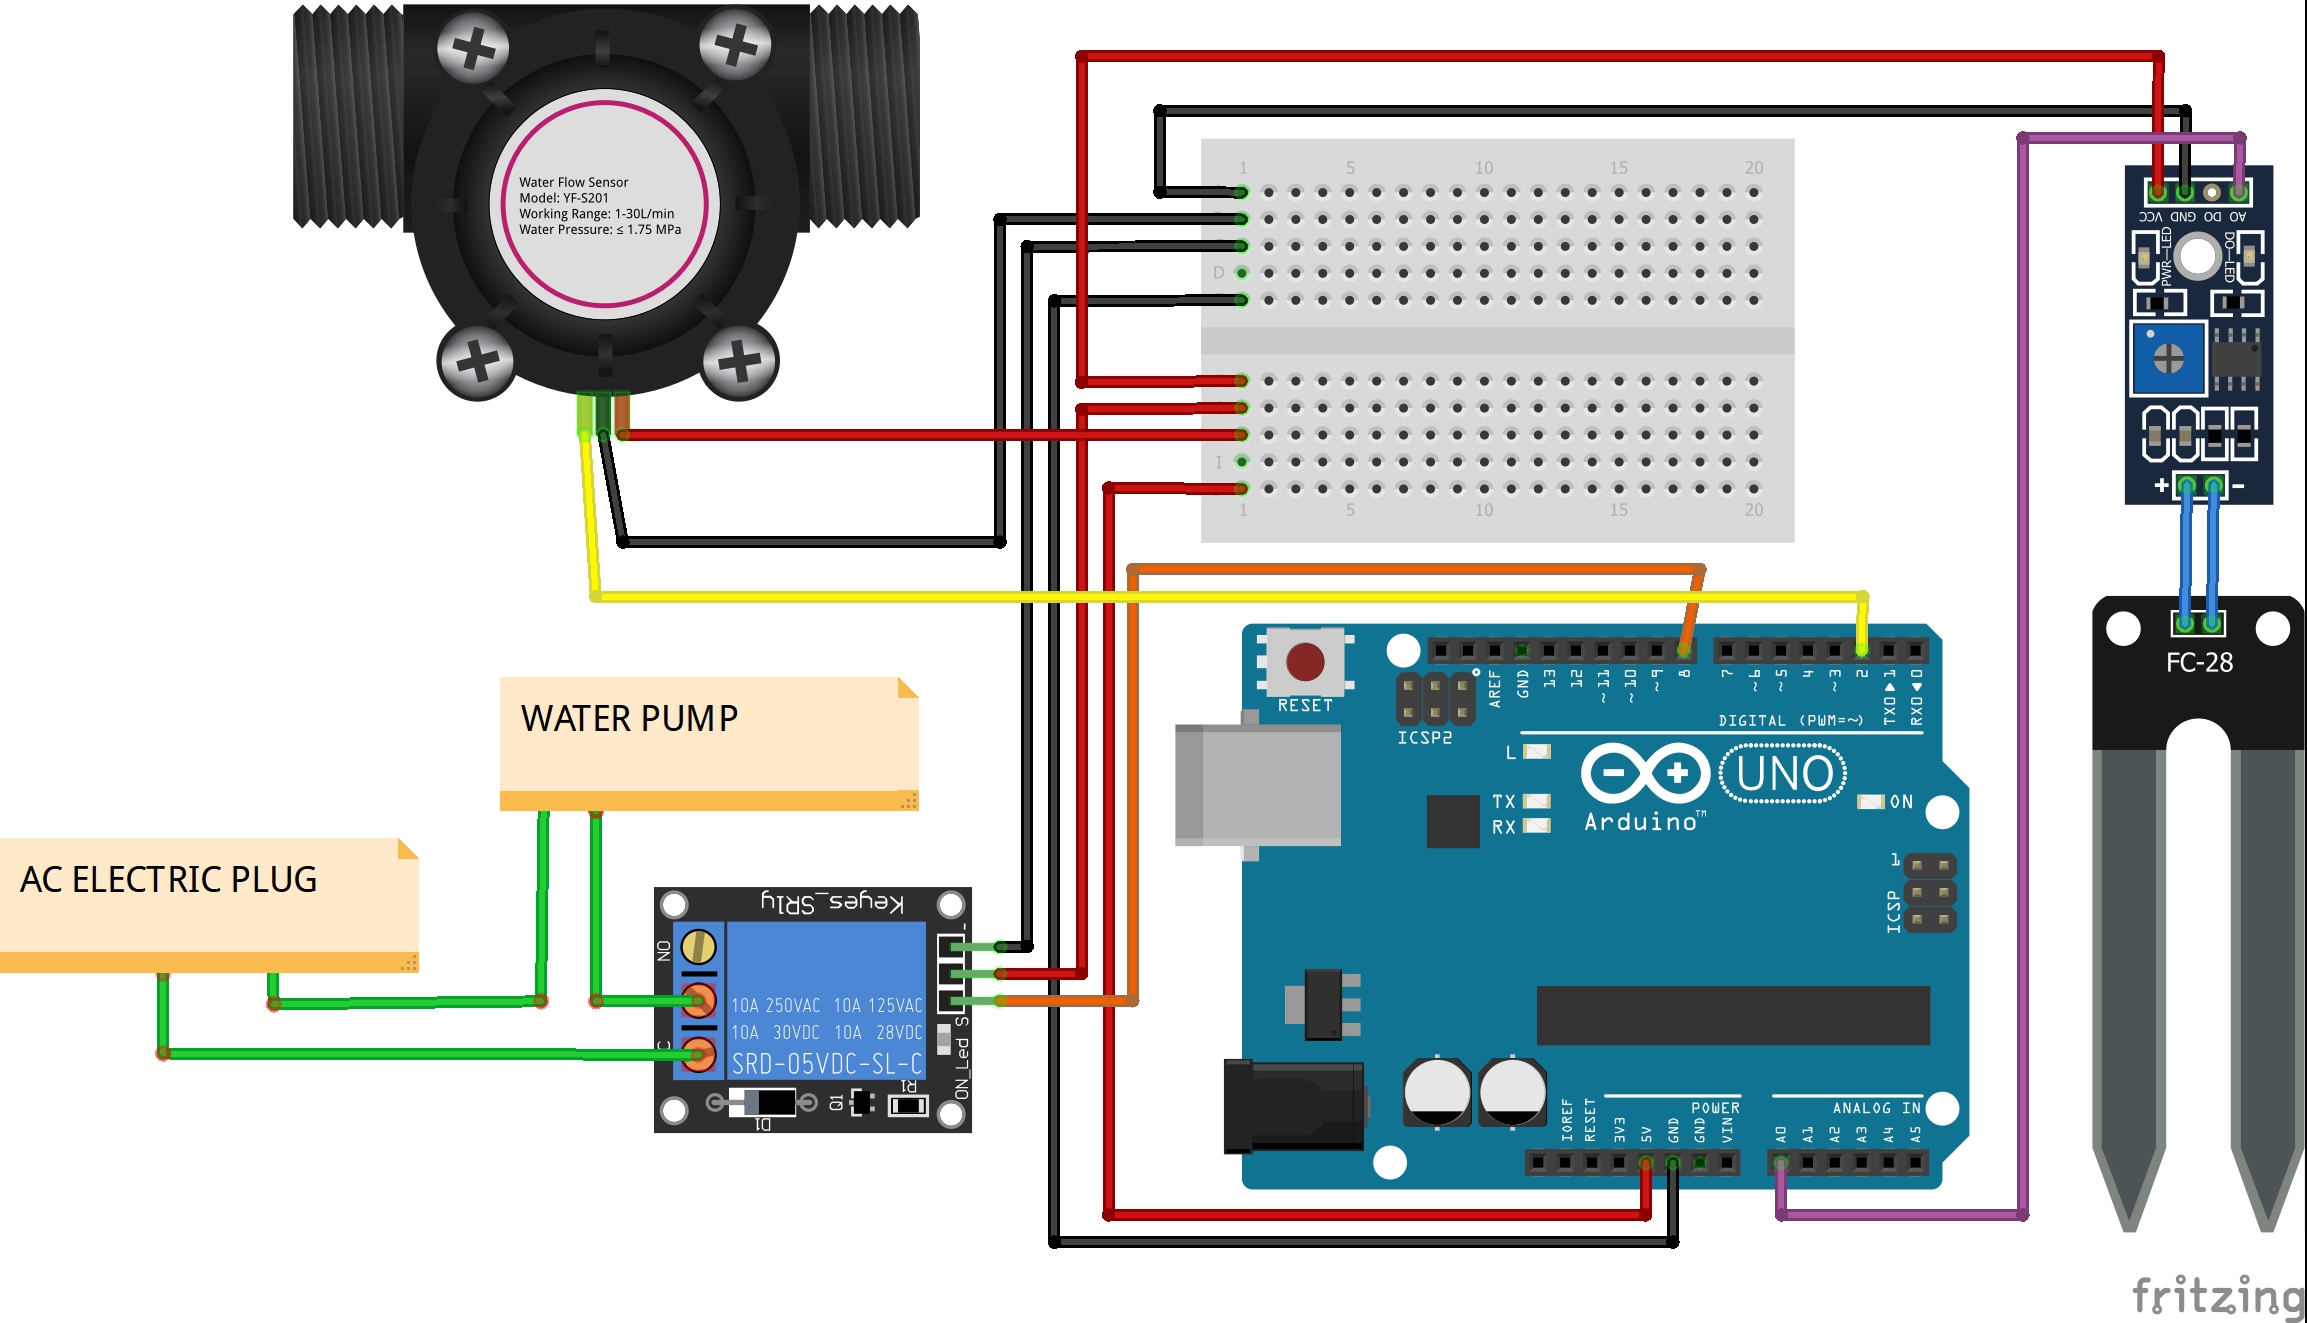 Water Flow Sensor
Model: YF-S201
Working Range: 1-30L/min
Water Pressure: ≤ 1.75 MPa
1 5 10 15 20
D
I
1 5 10 15 20
VCC GND DO AO
PWR-LED
DO-LED
+ -
FC-28
WATER PUMP
AC ELECTRIC PLUG
Keyes_SR1y
NO
C
10A 250VAC 10A 125VAC
10A 30VDC 10A 28VDC
SRD-05VDC-SL-C
-
S
ON_Led
D1
Q1
R1
RESET
ICSP2
AREF
GND
13
12
~11
~10
~9
8
7
~6
~5
4
~3
2
TX0▶1
RX0◀0
DIGITAL (PWM=~)
L
TX
RX
Arduino™
UNO
ON
1
ICSP
POWER
ANALOG IN
IOREF
RESET
3V3
5V
GND
GND
VIN
A0
A1
A2
A3
A4
A5
fritzing